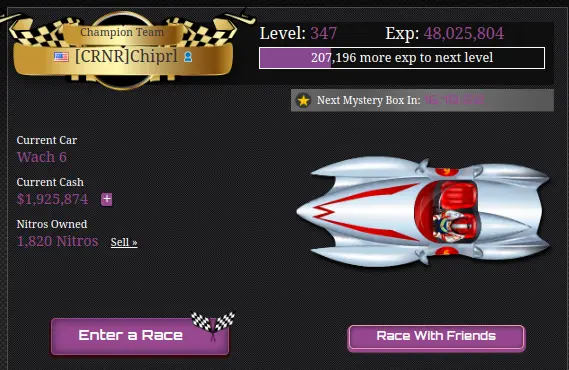 Champion Team
[CRNR]Chiprl
Level: 347 Exp: 48,025,804
207,196 more exp to next level
Next Mystery Box In:
Current Car
Wach 6
Current Cash
$1,925,874 +
Nitros Owned
1,820 Nitros Sell »
Enter a Race
Race With Friends